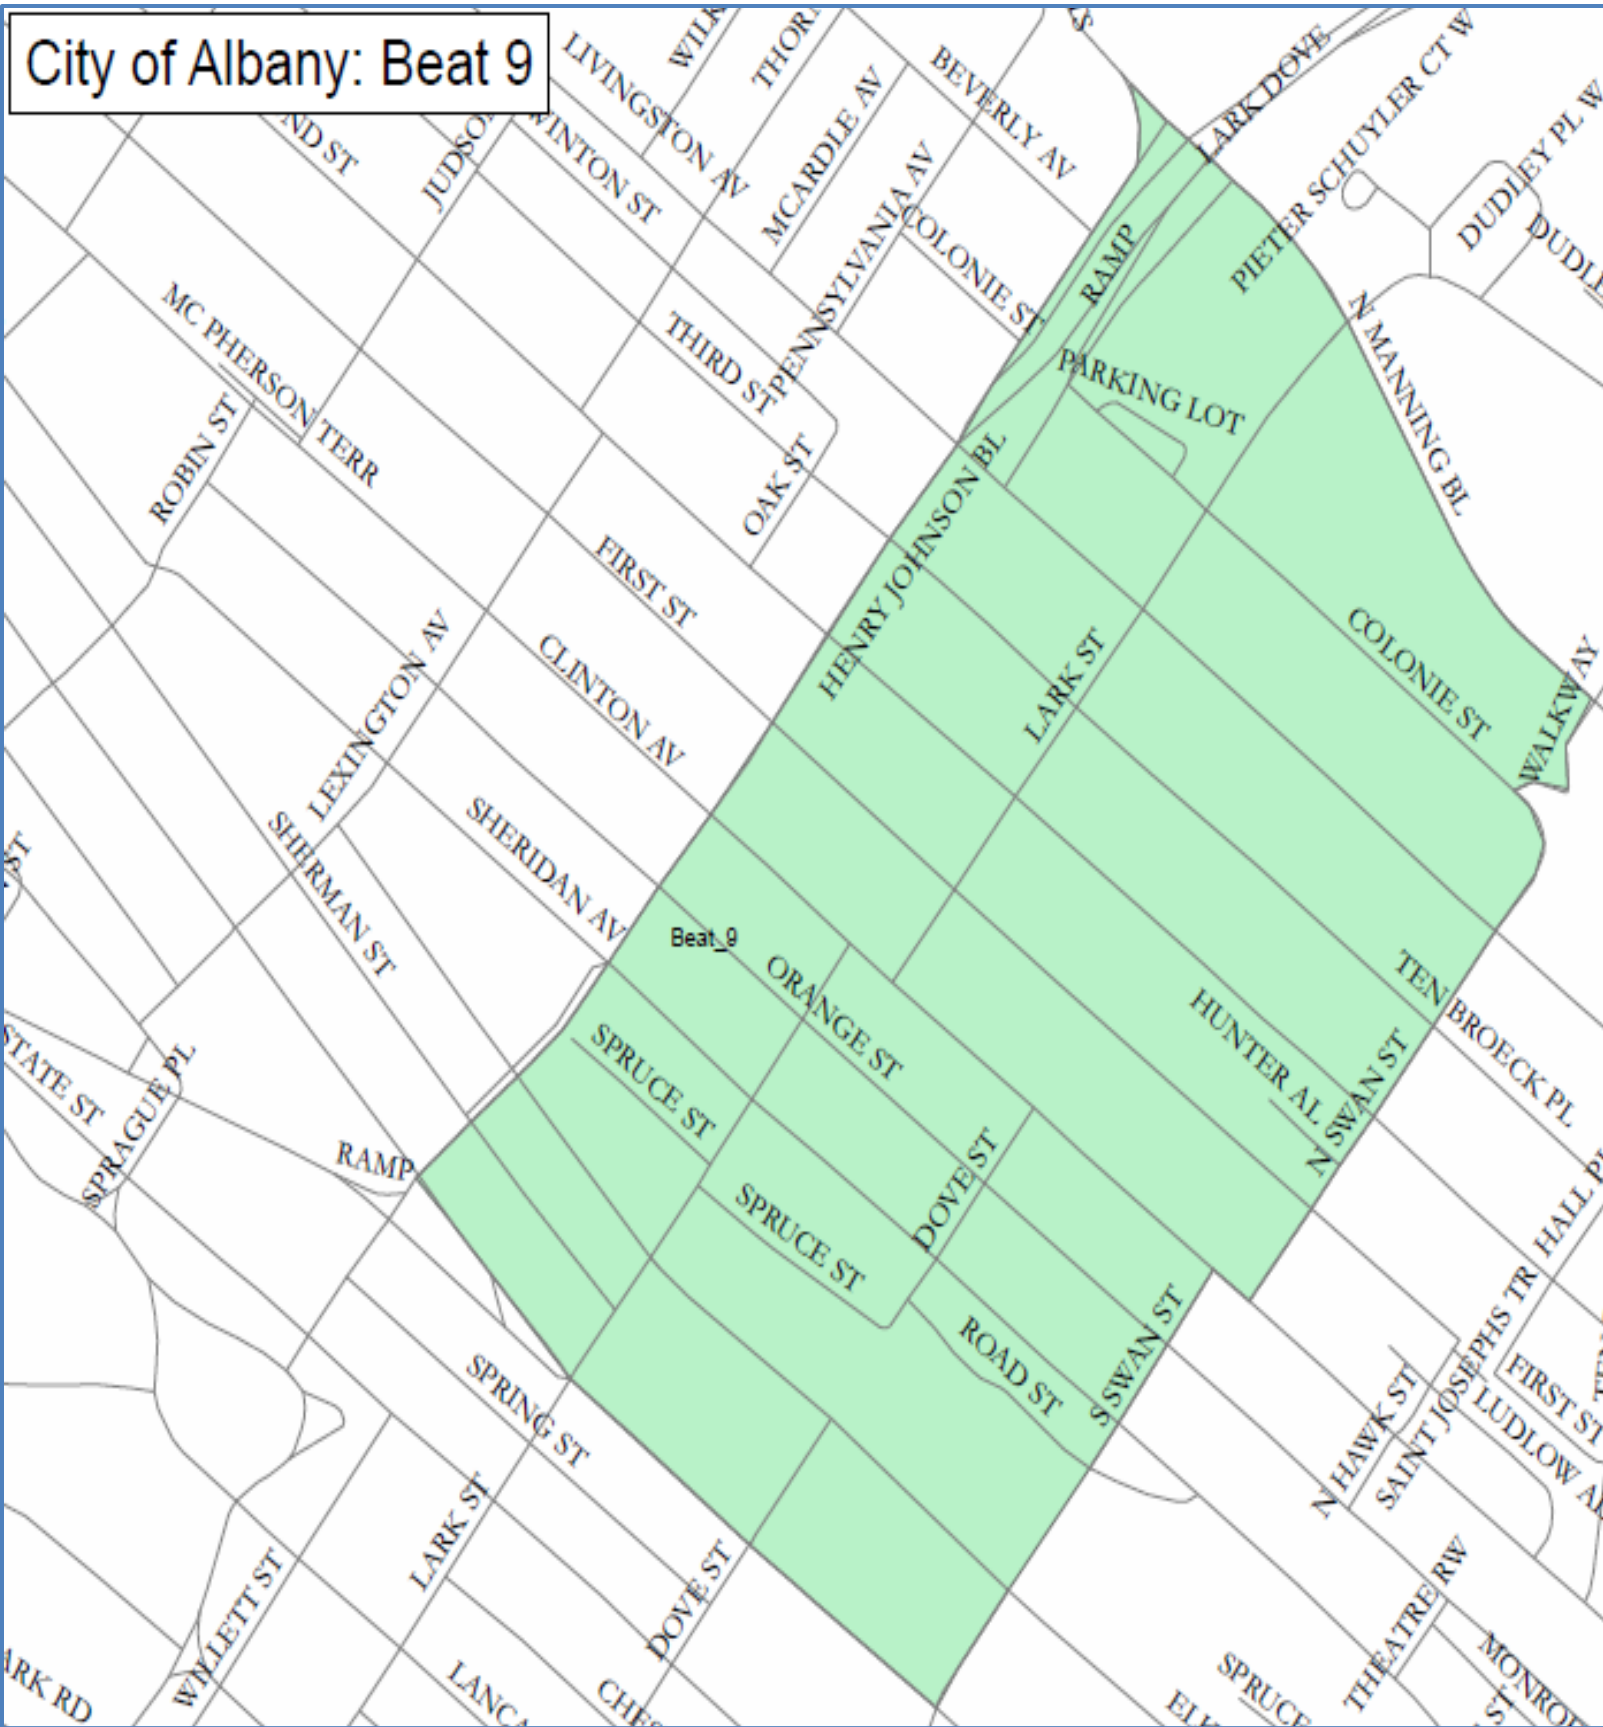 City of Albany: Beat 9
LIVINGSTON AV
MCARDLE AV
BEVERLY AV
LARK DOVE
PIETER SCHUYLER CT W
DUDLEY PL W
PENNSYLVANIA AV
COLONIE ST
RAMP
N MANNING BL
MC PHERSON TERR
THIRD ST
PARKING LOT
ROBIN ST
OAK ST
FIRST ST
HENRY JOHNSON BL
LEXINGTON AV
CLINTON AV
LARK ST
COLONIE ST
WALKWAY
SHERIDAN AV
SHERMAN ST
Beat_9
ORANGE ST
TEN BROECK PL
HUNTER AL
N SWAN ST
SPRUCE ST
STATE ST
SPRAGUE PL
RAMP
SPRUCE ST
DOVE ST
ROAD ST
S SWAN ST
SAINT JOSEPHS TR
HALL PL
N HAWK ST
FIRST ST
LUDLOW AL
SPRING ST
LARK ST
DOVE ST
WILLETT ST
THEATRE RW
SPRUCE